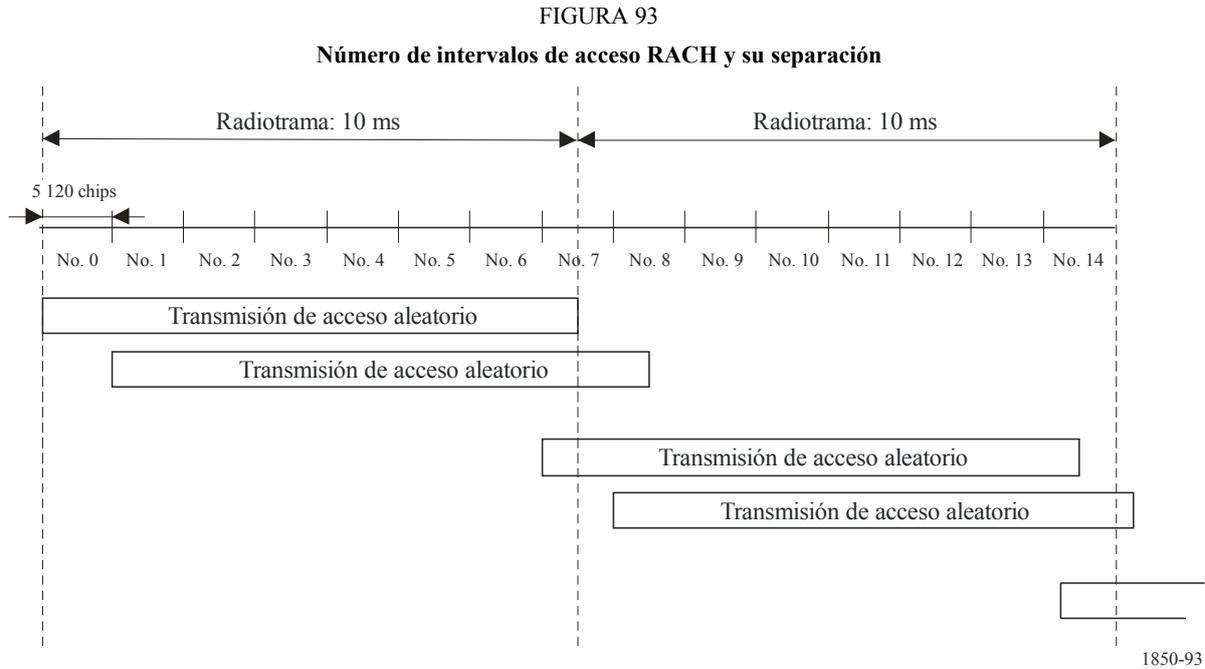 FIGURA 93
Número de intervalos de acceso RACH y su separación
Radiotrama: 10 ms
Radiotrama: 10 ms
5 120 chips
No. 0 No. 1 No. 2 No. 3 No. 4 No. 5 No. 6 No. 7 No. 8 No. 9 No. 10 No. 11 No. 12 No. 13 No. 14
Transmisión de acceso aleatorio
Transmisión de acceso aleatorio
Transmisión de acceso aleatorio
Transmisión de acceso aleatorio
1850-93